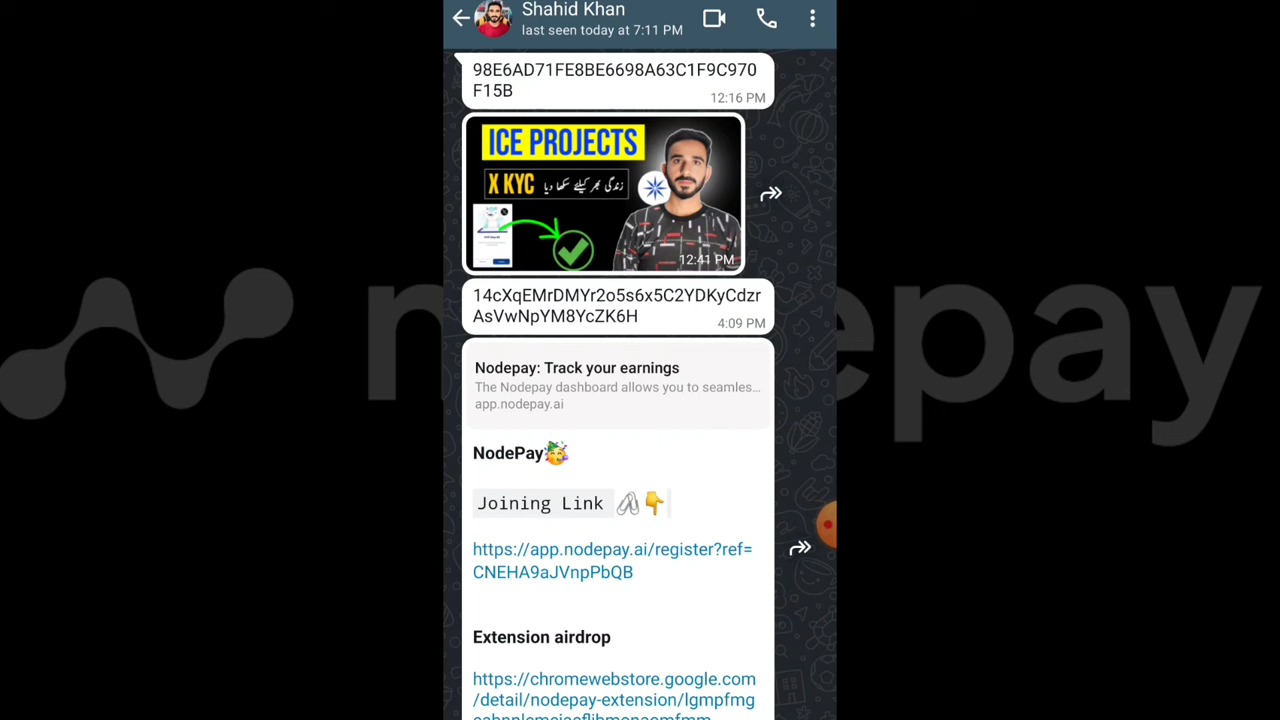 Shahid Khan
last seen today at 7:11 PM
98E6AD71FE8BE6698A63C1F9C970
F15B
12:16 PM
ICE PROJECTS
X KYC زندگی بھر کیلئے سکھا دیا
12:41 PM
14cXqEMrDMYr2o5s6x5C2YDKyCdzr
AsVwNpYM8YcZK6H
4:09 PM
Nodepay: Track your earnings
The Nodepay dashboard allows you to seamles...
app.nodepay.ai
NodePay🥳
Joining Link 🖇️👇
https://app.nodepay.ai/register?ref=
CNEHA9aJVnpPbQB
Extension airdrop
https://chromewebstore.google.com
/detail/nodepay-extension/lgmpfmg
nodepay